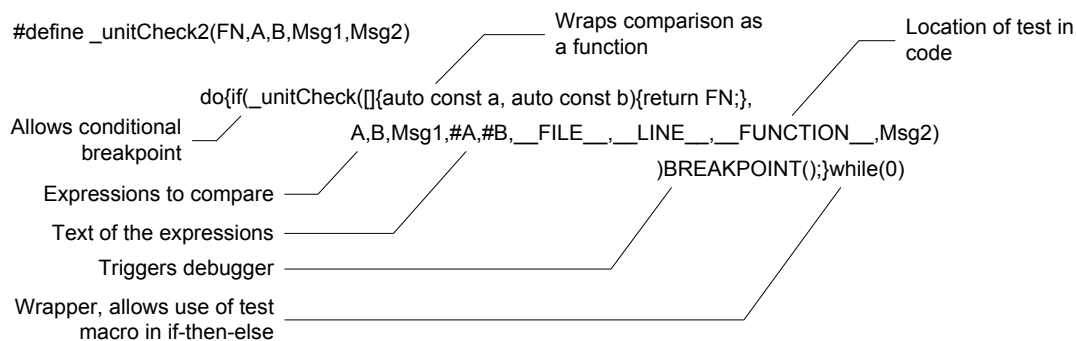 #define _unitCheck2(FN,A,B,Msg1,Msg2)
Wraps comparison as
a function
Location of test in
code
do{if(_unitCheck([]{auto const a, auto const b){return FN;},
Allows conditional
breakpoint
A,B,Msg1,#A,#B,__FILE__,__LINE__,__FUNCTION__,Msg2)
)BREAKPOINT();}while(0)
Expressions to compare
Text of the expressions
Triggers debugger
Wrapper, allows use of test
macro in if-then-else